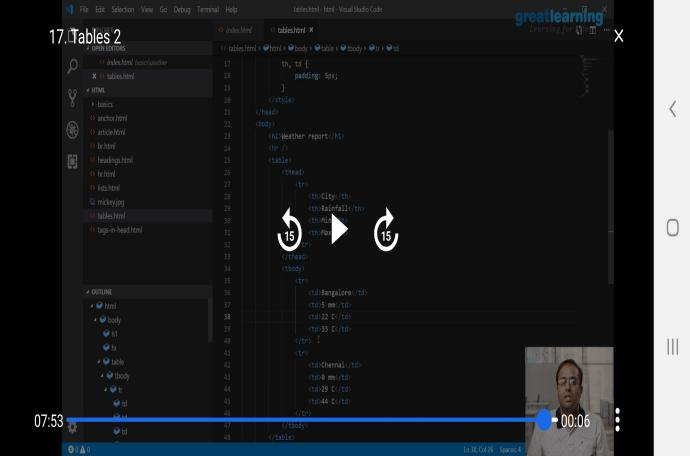 File Edit Selection View Go Debug Terminal Help
tables.html - html - Visual Studio Code
greatlearning
Learning for
17. Tables 2
index.html
tables.html
OPEN EDITORS
index.html basics\weather
tables.html
HTML
basics
anchor.html
article.html
br.html
headings.html
hr.html
lists.html
mickey.jpg
tables.html
tags-in-head.html
OUTLINE
html
body
h1
hr
table
tbody
tr
td
td
td
tables.html › html › body › table › tbody › tr › td
17 th, td {
18 padding: 5px;
19 }
20 </style>
21 </head>
22 <body>
23 <h1>Weather report</h1>
24 <hr />
25 <table>
26 <thead>
27 <tr>
28 <th>City</th>
29 <th>Rainfall</th>
30 <th>Min
31 <th>Max
32 </tr>
33 </thead>
34 <tbody>
35 <tr>
36 <td>Bangalore</td>
37 <td>5 mm</td>
38 <td>22 C</td>
39 <td>33 C</td>
40 </tr>
41 <tr>
42 <td>Chennai</td>
43 <td>0 mm</td>
44 <td>29 C</td>
45 <td>44 C</td>
46 </tr>
47 </tbody>
48 </table>
15
15
07:53
00:06
0 0
Ln 38, Col 26 Spaces: 4